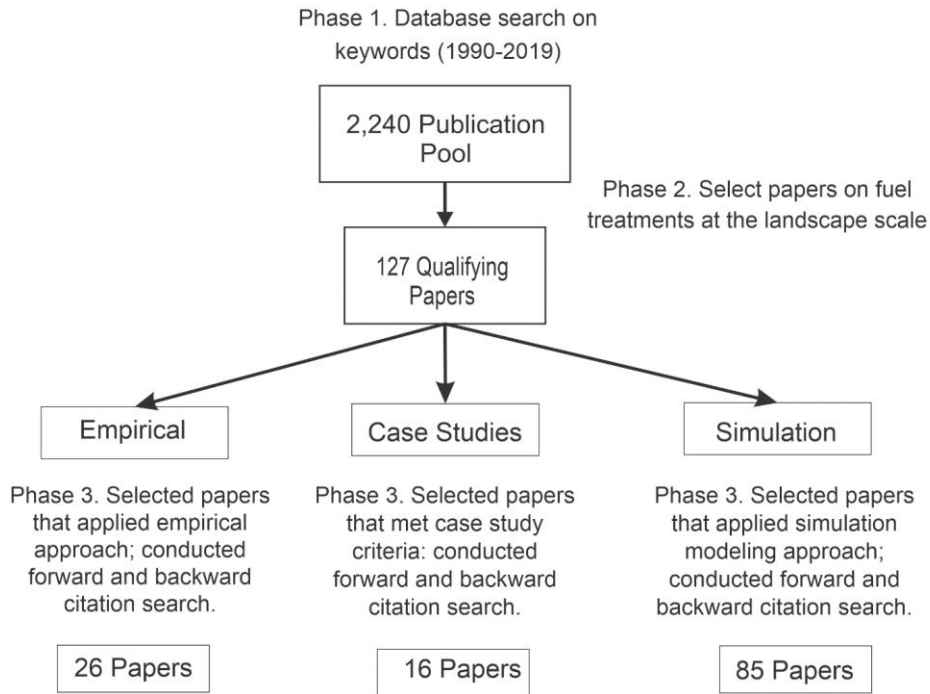 Phase 1. Database search on
keywords (1990-2019)
2,240 Publication
Pool
Phase 2. Select papers on fuel
treatments at the landscape scale
127 Qualifying
Papers
Empirical
Case Studies
Simulation
Phase 3. Selected papers
that applied empirical
approach; conducted
forward and backward
citation search.
Phase 3. Selected papers
that met case study
criteria: conducted
forward and backward
citation search.
Phase 3. Selected papers
that applied simulation
modeling approach;
conducted forward and
backward citation search.
26 Papers
16 Papers
85 Papers